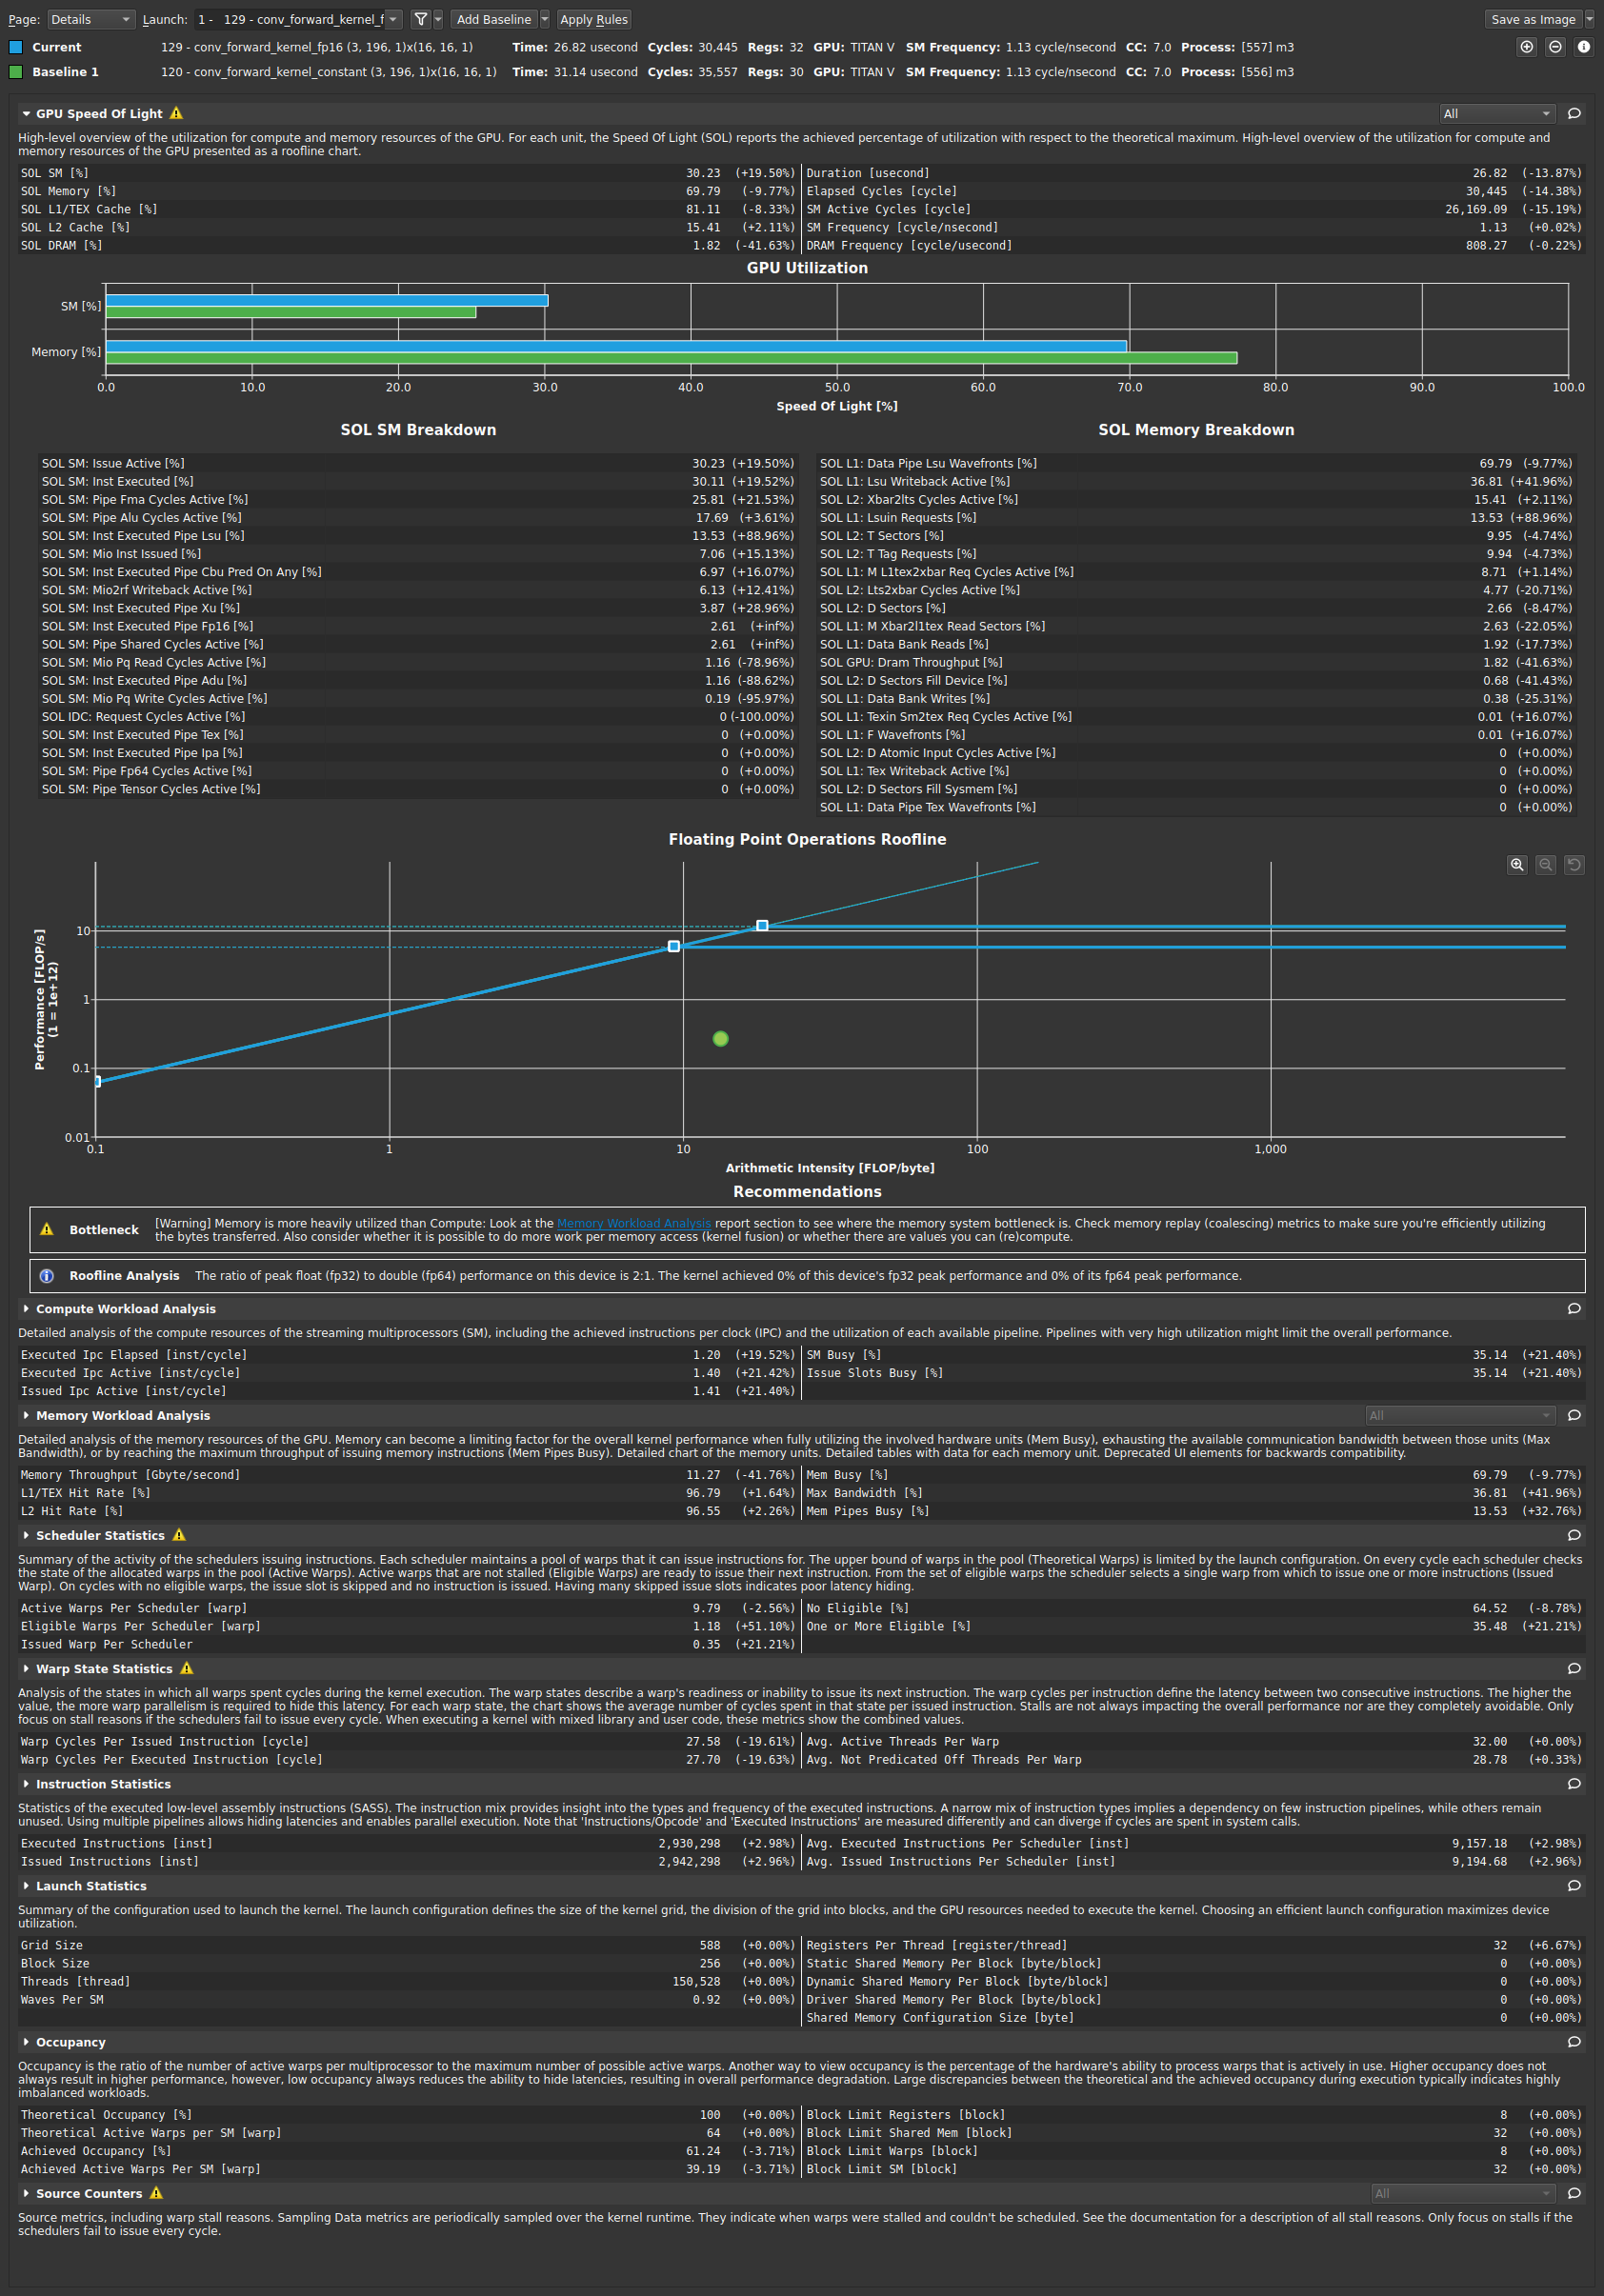 Page: Details Launch: 1 - 129 - conv_forward_kernel_f Add Baseline Apply Rules Save as Image
Current 129 - conv_forward_kernel_fp16 (3, 196, 1)x(16, 16, 1) Time: 26.82 usecond Cycles: 30,445 Regs: 32 GPU: TITAN V SM Frequency: 1.13 cycle/nsecond CC: 7.0 Process: [557] m3
Baseline 1 120 - conv_forward_kernel_constant (3, 196, 1)x(16, 16, 1) Time: 31.14 usecond Cycles: 35,557 Regs: 30 GPU: TITAN V SM Frequency: 1.13 cycle/nsecond CC: 7.0 Process: [556] m3
GPU Speed Of Light All
High-level overview of the utilization for compute and memory resources of the GPU. For each unit, the Speed Of Light (SOL) reports the achieved percentage of utilization with respect to the theoretical maximum. High-level overview of the utilization for compute and
memory resources of the GPU presented as a roofline chart.
SOL SM [%] 30.23 (+19.50%) Duration [usecond] 26.82 (-13.87%)
SOL Memory [%] 69.79 (-9.77%) Elapsed Cycles [cycle] 30,445 (-14.38%)
SOL L1/TEX Cache [%] 81.11 (-8.33%) SM Active Cycles [cycle] 26,169.09 (-15.19%)
SOL L2 Cache [%] 15.41 (+2.11%) SM Frequency [cycle/nsecond] 1.13 (+0.02%)
SOL DRAM [%] 1.82 (-41.63%) DRAM Frequency [cycle/usecond] 808.27 (-0.22%)
GPU Utilization
SM [%]
Memory [%]
0.0 10.0 20.0 30.0 40.0 50.0 60.0 70.0 80.0 90.0 100.0
Speed Of Light [%]
SOL SM Breakdown SOL Memory Breakdown
SOL SM: Issue Active [%] 30.23 (+19.50%) SOL L1: Data Pipe Lsu Wavefronts [%] 69.79 (-9.77%)
SOL SM: Inst Executed [%] 30.11 (+19.52%) SOL L1: Lsu Writeback Active [%] 36.81 (+41.96%)
SOL SM: Pipe Fma Cycles Active [%] 25.81 (+21.53%) SOL L2: Xbar2lts Cycles Active [%] 15.41 (+2.11%)
SOL SM: Pipe Alu Cycles Active [%] 17.69 (+3.61%) SOL L1: Lsuin Requests [%] 13.53 (+88.96%)
SOL SM: Inst Executed Pipe Lsu [%] 13.53 (+88.96%) SOL L2: T Sectors [%] 9.95 (-4.74%)
SOL SM: Mio Inst Issued [%] 7.06 (+15.13%) SOL L2: T Tag Requests [%] 9.94 (-4.73%)
SOL SM: Inst Executed Pipe Cbu Pred On Any [%] 6.97 (+16.07%) SOL L1: M L1tex2xbar Req Cycles Active [%] 8.71 (+1.14%)
SOL SM: Mio2rf Writeback Active [%] 6.13 (+12.41%) SOL L2: Lts2xbar Cycles Active [%] 4.77 (-20.71%)
SOL SM: Inst Executed Pipe Xu [%] 3.87 (+28.96%) SOL L2: D Sectors [%] 2.66 (-8.47%)
SOL SM: Inst Executed Pipe Fp16 [%] 2.61 (+inf%) SOL L1: M Xbar2l1tex Read Sectors [%] 2.63 (-22.05%)
SOL SM: Pipe Shared Cycles Active [%] 2.61 (+inf%) SOL L1: Data Bank Reads [%] 1.92 (-17.73%)
SOL SM: Mio Pq Read Cycles Active [%] 1.16 (-78.96%) SOL GPU: Dram Throughput [%] 1.82 (-41.63%)
SOL SM: Inst Executed Pipe Adu [%] 1.16 (-88.62%) SOL L2: D Sectors Fill Device [%] 0.68 (-41.43%)
SOL SM: Mio Pq Write Cycles Active [%] 0.19 (-95.97%) SOL L1: Data Bank Writes [%] 0.38 (-25.31%)
SOL IDC: Request Cycles Active [%] 0 (-100.00%) SOL L1: Texin Sm2tex Req Cycles Active [%] 0.01 (+16.07%)
SOL SM: Inst Executed Pipe Tex [%] 0 (+0.00%) SOL L1: F Wavefronts [%] 0.01 (+16.07%)
SOL SM: Inst Executed Pipe Ipa [%] 0 (+0.00%) SOL L2: D Atomic Input Cycles Active [%] 0 (+0.00%)
SOL SM: Pipe Fp64 Cycles Active [%] 0 (+0.00%) SOL L1: Tex Writeback Active [%] 0 (+0.00%)
SOL SM: Pipe Tensor Cycles Active [%] 0 (+0.00%) SOL L2: D Sectors Fill Sysmem [%] 0 (+0.00%)
SOL L1: Data Pipe Tex Wavefronts [%] 0 (+0.00%)
Floating Point Operations Roofline
Performance [FLOP/s]
(1 = 1e+12)
10
1
0.1
0.01
0.1 1 10 100 1,000
Arithmetic Intensity [FLOP/byte]
Recommendations
Bottleneck [Warning] Memory is more heavily utilized than Compute: Look at the Memory Workload Analysis report section to see where the memory system bottleneck is. Check memory replay (coalescing) metrics to make sure you're efficiently utilizing
the bytes transferred. Also consider whether it is possible to do more work per memory access (kernel fusion) or whether there are values you can (re)compute.
Roofline Analysis The ratio of peak float (fp32) to double (fp64) performance on this device is 2:1. The kernel achieved 0% of this device's fp32 peak performance and 0% of its fp64 peak performance.
Compute Workload Analysis
Detailed analysis of the compute resources of the streaming multiprocessors (SM), including the achieved instructions per clock (IPC) and the utilization of each available pipeline. Pipelines with very high utilization might limit the overall performance.
Executed Ipc Elapsed [inst/cycle] 1.20 (+19.52%) SM Busy [%] 35.14 (+21.40%)
Executed Ipc Active [inst/cycle] 1.40 (+21.42%) Issue Slots Busy [%] 35.14 (+21.40%)
Issued Ipc Active [inst/cycle] 1.41 (+21.40%)
Memory Workload Analysis All
Detailed analysis of the memory resources of the GPU. Memory can become a limiting factor for the overall kernel performance when fully utilizing the involved hardware units (Mem Busy), exhausting the available communication bandwidth between those units (Max
Bandwidth), or by reaching the maximum throughput of issuing memory instructions (Mem Pipes Busy). Detailed chart of the memory units. Detailed tables with data for each memory unit. Deprecated UI elements for backwards compatibility.
Memory Throughput [Gbyte/second] 11.27 (-41.76%) Mem Busy [%] 69.79 (-9.77%)
L1/TEX Hit Rate [%] 96.79 (+1.64%) Max Bandwidth [%] 36.81 (+41.96%)
L2 Hit Rate [%] 96.55 (+2.26%) Mem Pipes Busy [%] 13.53 (+32.76%)
Scheduler Statistics
Summary of the activity of the schedulers issuing instructions. Each scheduler maintains a pool of warps that it can issue instructions for. The upper bound of warps in the pool (Theoretical Warps) is limited by the launch configuration. On every cycle each scheduler checks
the state of the allocated warps in the pool (Active Warps). Active warps that are not stalled (Eligible Warps) are ready to issue their next instruction. From the set of eligible warps the scheduler selects a single warp from which to issue one or more instructions (Issued
Warp). On cycles with no eligible warps, the issue slot is skipped and no instruction is issued. Having many skipped issue slots indicates poor latency hiding.
Active Warps Per Scheduler [warp] 9.79 (-2.56%) No Eligible [%] 64.52 (-8.78%)
Eligible Warps Per Scheduler [warp] 1.18 (+51.10%) One or More Eligible [%] 35.48 (+21.21%)
Issued Warp Per Scheduler 0.35 (+21.21%)
Warp State Statistics
Analysis of the states in which all warps spent cycles during the kernel execution. The warp states describe a warp's readiness or inability to issue its next instruction. The warp cycles per instruction define the latency between two consecutive instructions. The higher the
value, the more warp parallelism is required to hide this latency. For each warp state, the chart shows the average number of cycles spent in that state per issued instruction. Stalls are not always impacting the overall performance nor are they completely avoidable. Only
focus on stall reasons if the schedulers fail to issue every cycle. When executing a kernel with mixed library and user code, these metrics show the combined values.
Warp Cycles Per Issued Instruction [cycle] 27.58 (-19.61%) Avg. Active Threads Per Warp 32.00 (+0.00%)
Warp Cycles Per Executed Instruction [cycle] 27.70 (-19.63%) Avg. Not Predicated Off Threads Per Warp 28.78 (+0.33%)
Instruction Statistics
Statistics of the executed low-level assembly instructions (SASS). The instruction mix provides insight into the types and frequency of the executed instructions. A narrow mix of instruction types implies a dependency on few instruction pipelines, while others remain
unused. Using multiple pipelines allows hiding latencies and enables parallel execution. Note that 'Instructions/Opcode' and 'Executed Instructions' are measured differently and can diverge if cycles are spent in system calls.
Executed Instructions [inst] 2,930,298 (+2.98%) Avg. Executed Instructions Per Scheduler [inst] 9,157.18 (+2.98%)
Issued Instructions [inst] 2,942,298 (+2.96%) Avg. Issued Instructions Per Scheduler [inst] 9,194.68 (+2.96%)
Launch Statistics
Summary of the configuration used to launch the kernel. The launch configuration defines the size of the kernel grid, the division of the grid into blocks, and the GPU resources needed to execute the kernel. Choosing an efficient launch configuration maximizes device
utilization.
Grid Size 588 (+0.00%) Registers Per Thread [register/thread] 32 (+6.67%)
Block Size 256 (+0.00%) Static Shared Memory Per Block [byte/block] 0 (+0.00%)
Threads [thread] 150,528 (+0.00%) Dynamic Shared Memory Per Block [byte/block] 0 (+0.00%)
Waves Per SM 0.92 (+0.00%) Driver Shared Memory Per Block [byte/block] 0 (+0.00%)
Shared Memory Configuration Size [byte] 0 (+0.00%)
Occupancy
Occupancy is the ratio of the number of active warps per multiprocessor to the maximum number of possible active warps. Another way to view occupancy is the percentage of the hardware's ability to process warps that is actively in use. Higher occupancy does not
always result in higher performance, however, low occupancy always reduces the ability to hide latencies, resulting in overall performance degradation. Large discrepancies between the theoretical and the achieved occupancy during execution typically indicates highly
imbalanced workloads.
Theoretical Occupancy [%] 100 (+0.00%) Block Limit Registers [block] 8 (+0.00%)
Theoretical Active Warps per SM [warp] 64 (+0.00%) Block Limit Shared Mem [block] 32 (+0.00%)
Achieved Occupancy [%] 61.24 (-3.71%) Block Limit Warps [block] 8 (+0.00%)
Achieved Active Warps Per SM [warp] 39.19 (-3.71%) Block Limit SM [block] 32 (+0.00%)
Source Counters All
Source metrics, including warp stall reasons. Sampling Data metrics are periodically sampled over the kernel runtime. They indicate when warps were stalled and couldn't be scheduled. See the documentation for a description of all stall reasons. Only focus on stalls if the
schedulers fail to issue every cycle.